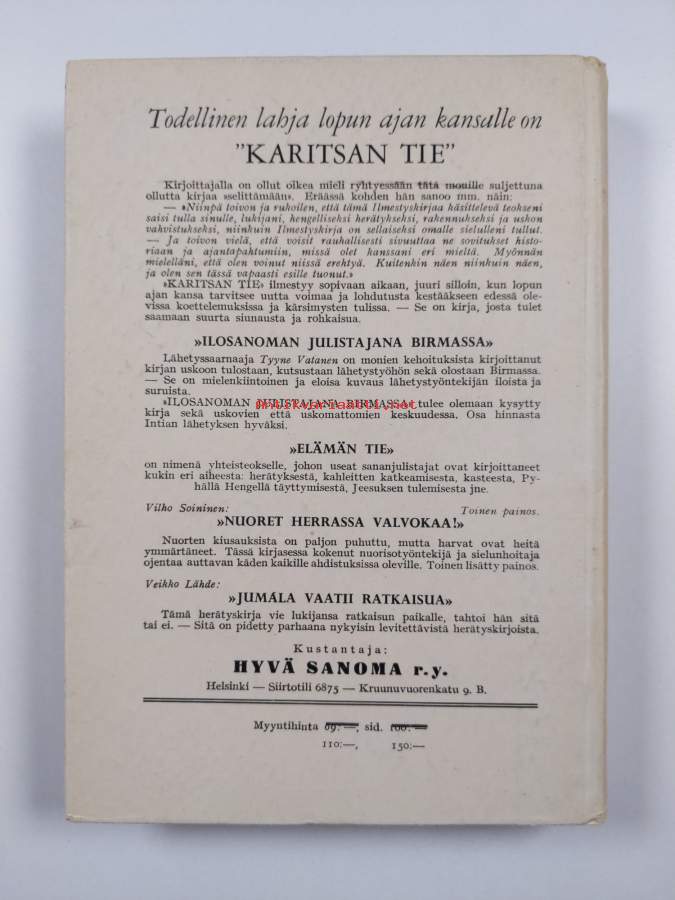 Todellinen lahja lopun ajan kansalle on
"KARITSAN TIE"
Kirjoittajalla on ollut oikea mieli ryhtyessään tätä monille suljettuna
ollutta kirjaa »selittämään». Eräässä kohden hän sanoo mm. näin:
— »Niinpä toivon ja rukoilen, että tämä Ilmestyskirjaa käsittelevä teokseni
saisi tulla sinulle, lukijani, hengelliseksi herätykseksi, rakennukseksi ja uskon
vahvistukseksi, niinkuin Ilmestyskirja on sellaiseksi omalle sielulleni tullut.
— Ja toivon vielä, että voisit rauhallisesti sivuuttaa ne sovitukset histo-
riaan ja ajantapahtumiin, missä olet kanssani eri mieltä. Myönnän
mielelläni, että olen voinut niissä erehtyä. Kuitenkin näen niinkuin näen,
ja olen sen tässä vapaasti esille tuonut.»
»KARITSAN TIE» ilmestyy sopivaan aikaan, juuri silloin, kun lopun
ajan kansa tarvitsee uutta voimaa ja lohdutusta kestääkseen edessä ole-
vissa koettelemuksissa ja kärsimysten tulissa. — Se on kirja, josta tulet
saamaan suurta siunausta ja rohkaisua.
»ILOSANOMAN JULISTAJANA BIRMASSA»
Lähetyssaarnaaja Tyyne Vatanen on monien kehoituksista kirjoittanut
kirjan uskoon tulostaan, kutsustaan lähetystyöhön sekä olostaan Birmassa.
— Se on mielenkiintoinen ja eloisa kuvaus lähetystyöntekijän iloista ja
suruista.
»ILOSANOMAN JULISTAJANA BIRMASSA» tulee olemaan kysytty
kirja sekä uskovien että uskomattomien keskuudessa. Osa hinnasta
Intian lähetyksen hyväksi.
antikvariaatti.net
»ELÄMÄN TIE»
on nimenä yhteisteokselle, johon useat sananjulistajat ovat kirjoittaneet
kukin eri aiheesta: herätyksestä, kahleitten katkeamisesta, kasteesta, Py-
hällä Hengellä täyttymisestä, Jeesuksen tulemisesta jne.
Vilho Soininen: Toinen painos.
»NUORET HERRASSA VALVOKAA!»
Nuorten kiusauksista on paljon puhuttu, mutta harvat ovat heitä
ymmärtäneet. Tässä kirjasessa kokenut nuorisotyöntekijä ja sielunhoitaja
ojentaa auttavan käden kaikille ahdistuksissa oleville. Toinen lisätty painos.
Veikko Lähde:
»JUMALA VAATII RATKAISUA»
Tämä herätyskirja vie lukijansa ratkaisun paikalle, tahtoi hän sitä
tai ei. — Sitä on pidetty parhaana nykyisin levitettävistä herätyskirjoista.
Kustantaja:
HYVÄ SANOMA r.y.
Helsinki — Siirtotili 6875 — Kruunuvuorenkatu 9. B.
Myyntihinta 69:—, sid. 100:—
110:—, 150:—